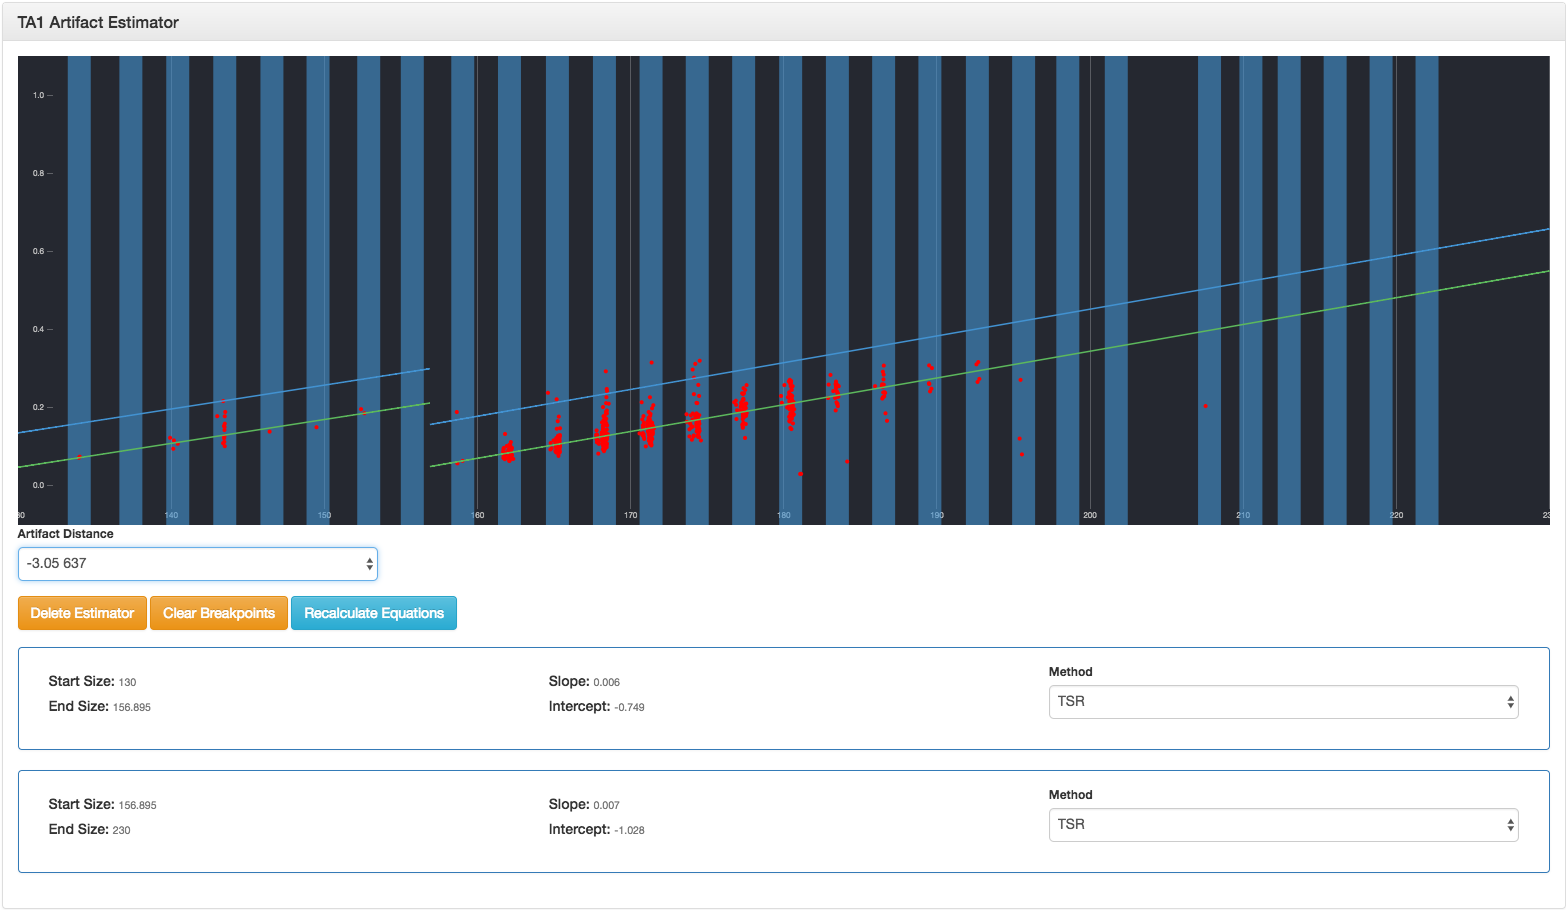 TA1 Artifact Estimator
1.0
0.8
0.6
0.4
0.2
0.0
30 140 150 160 170 180 190 200 210 220 23
Artifact Distance
-3.05 637
Delete Estimator Clear Breakpoints Recalculate Equations
Start Size: 130 Slope: 0.006 Method
End Size: 156.895 Intercept: -0.749 TSR
Start Size: 156.895 Slope: 0.007 Method
End Size: 230 Intercept: -1.028 TSR